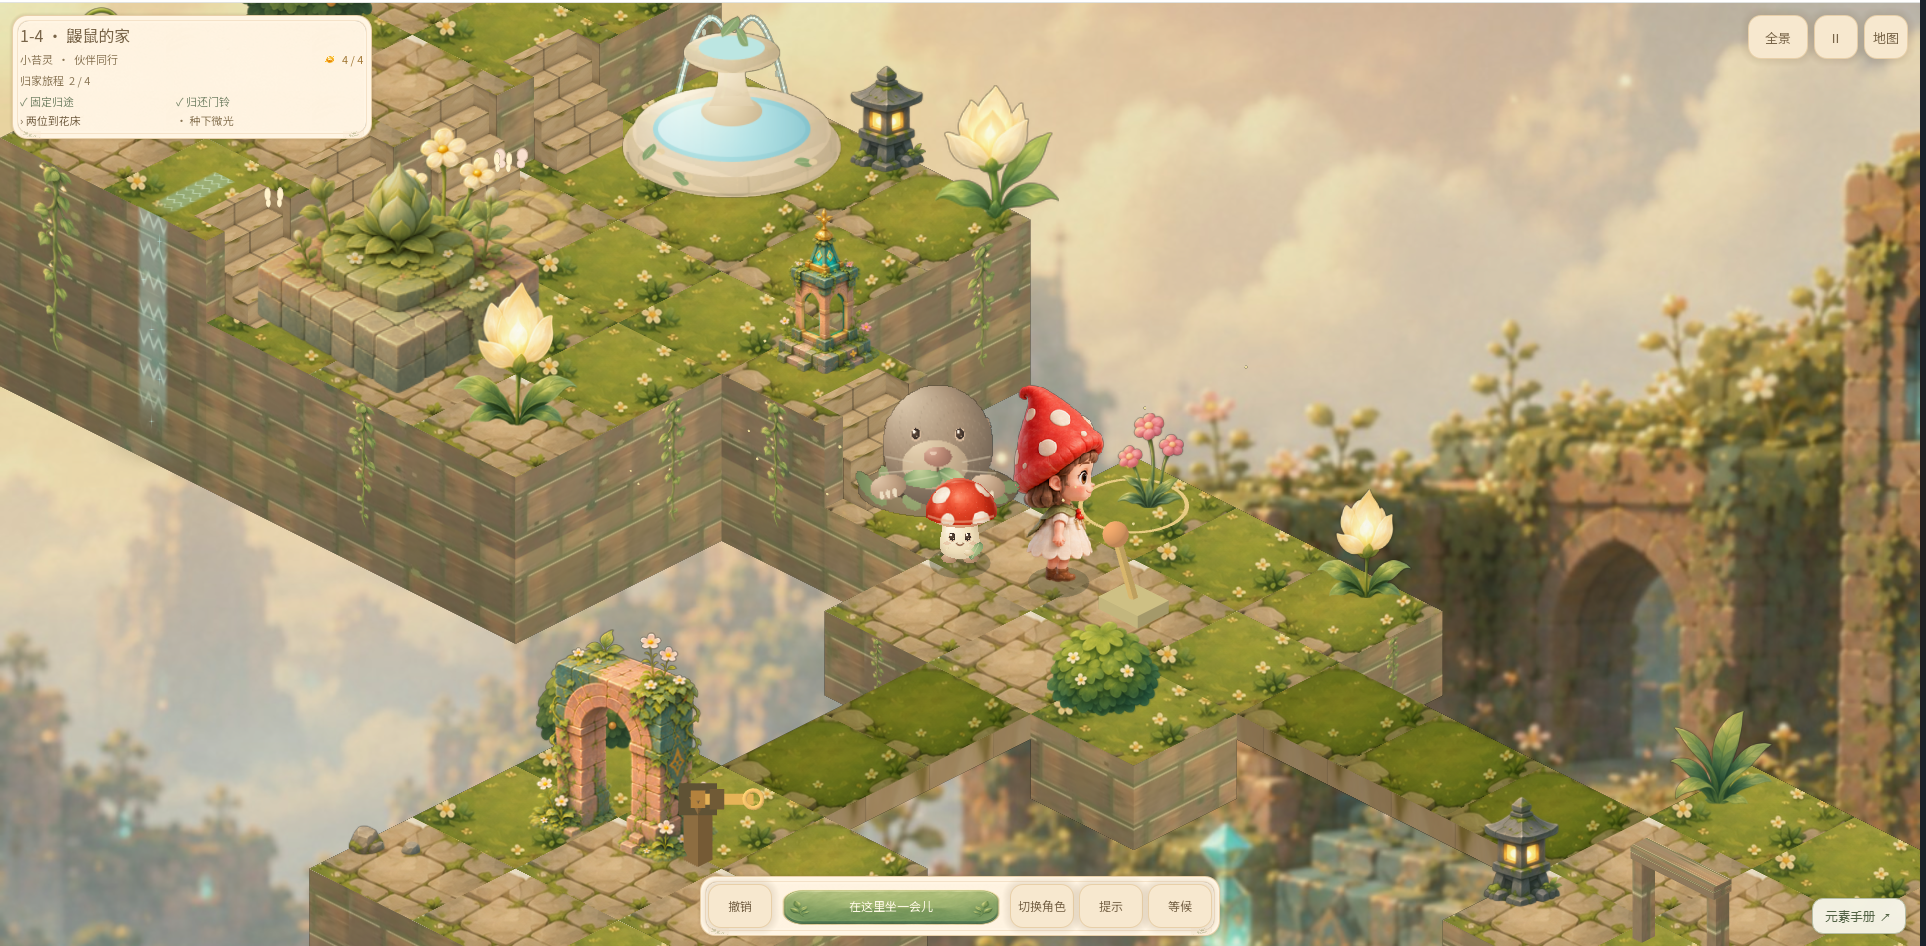 1-4 · 鼹鼠的家
小苔灵 · 伙伴同行 4 / 4
归家旅程 2 / 4
✓ 固定归途 ✓ 归还门铃
› 两位到花床 · 种下微光
全景 II 地图
撤销 在这里坐一会儿 切换角色 提示 等候
元素手册 ↗